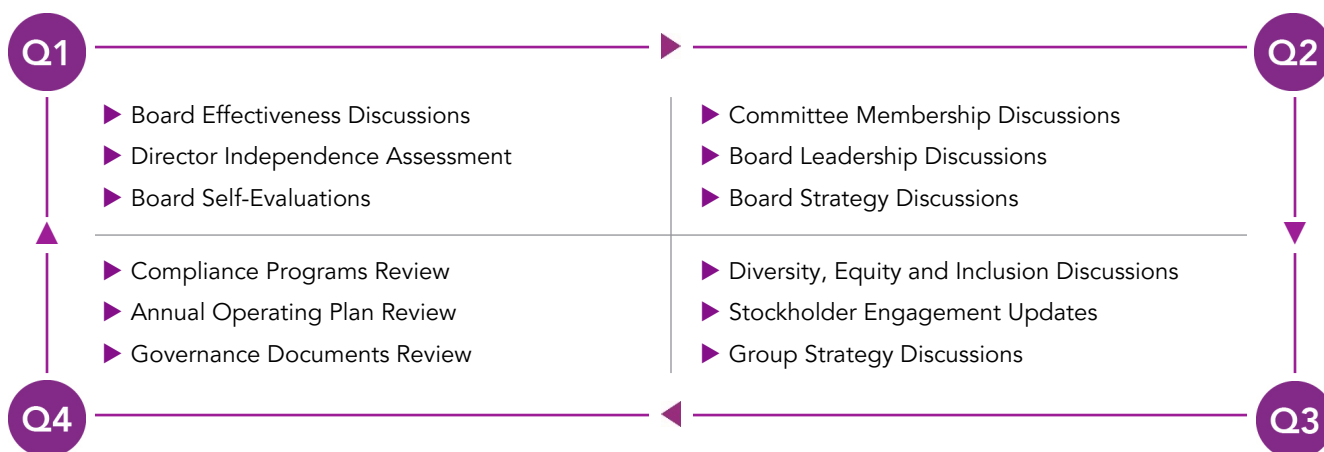 Q1
Q2
Board Effectiveness Discussions
Director Independence Assessment
Board Self-Evaluations
Committee Membership Discussions
Board Leadership Discussions
Board Strategy Discussions
Compliance Programs Review
Annual Operating Plan Review
Governance Documents Review
Diversity, Equity and Inclusion Discussions
Stockholder Engagement Updates
Group Strategy Discussions
Q4
Q3